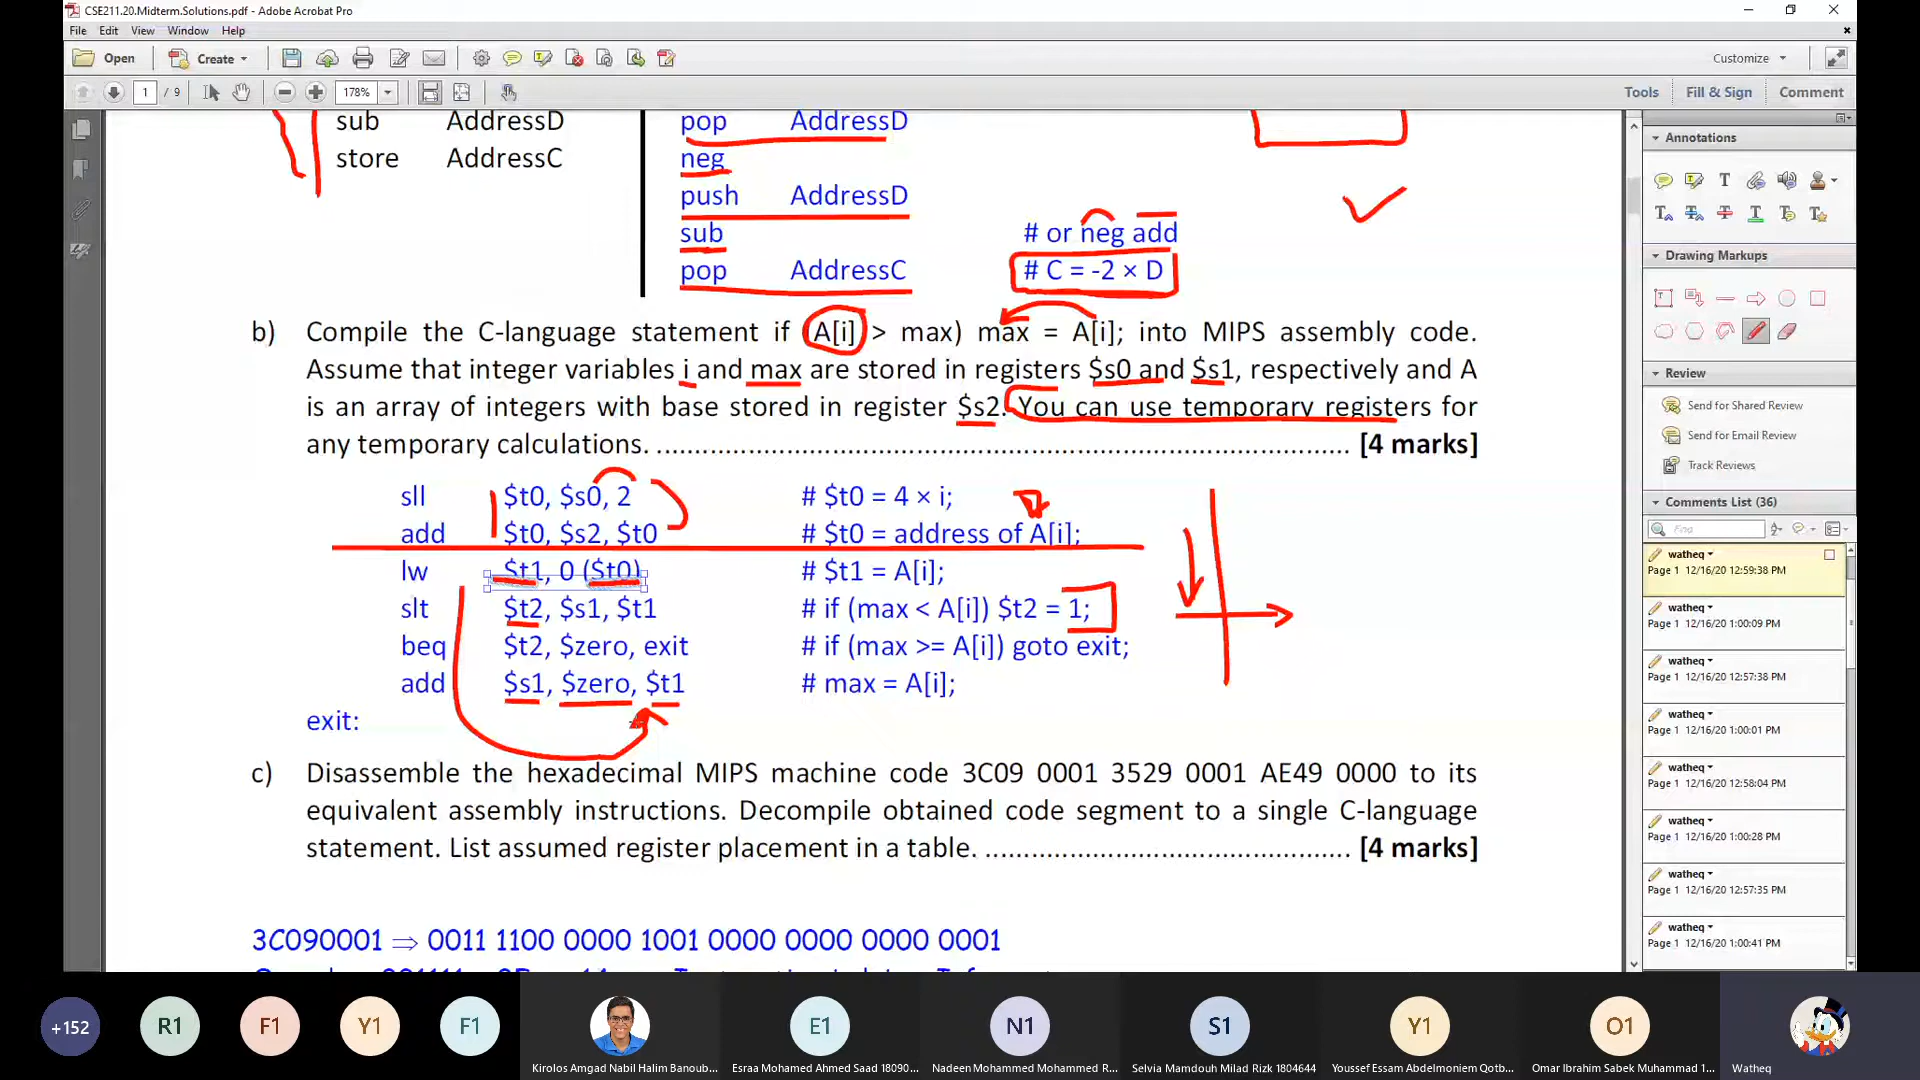 CSE211.20.Midterm.Solutions.pdf - Adobe Acrobat Pro
File Edit View Window Help
Open Create Customize
1 / 9 178% Tools Fill & Sign Comment
sub AddressD
store AddressC
pop AddressD
neg
push AddressD
sub # or neg add
pop AddressC # C = -2 × D
b) Compile the C-language statement if A[i] > max) max = A[i]; into MIPS assembly code.
Assume that integer variables i and max are stored in registers $s0 and $s1, respectively and A
is an array of integers with base stored in register $s2. You can use temporary registers for
any temporary calculations. ........................................................................................... [4 marks]
sll $t0, $s0, 2 # $t0 = 4 × i;
add $t0, $s2, $t0 # $t0 = address of A[i];
lw $t1, 0 ($t0) # $t1 = A[i];
slt $t2, $s1, $t1 # if (max < A[i]) $t2 = 1;
beq $t2, $zero, exit # if (max >= A[i]) goto exit;
add $s1, $zero, $t1 # max = A[i];
exit:
c) Disassemble the hexadecimal MIPS machine code 3C09 0001 3529 0001 AE49 0000 to its
equivalent assembly instructions. Decompile obtained code segment to a single C-language
statement. List assumed register placement in a table. ................................................ [4 marks]
3C090001 ⇒ 0011 1100 0000 1001 0000 0000 0000 0001
Annotations
Drawing Markups
Review
Send for Shared Review
Send for Email Review
Track Reviews
Comments List (36)
Find
watheq
Page 1 12/16/20 12:59:38 PM
watheq
Page 1 12/16/20 1:00:09 PM
watheq
Page 1 12/16/20 12:57:38 PM
watheq
Page 1 12/16/20 1:00:01 PM
watheq
Page 1 12/16/20 12:58:04 PM
watheq
Page 1 12/16/20 1:00:28 PM
watheq
Page 1 12/16/20 12:57:35 PM
watheq
Page 1 12/16/20 1:00:41 PM
+152 R1 F1 Y1 F1 E1 N1 S1 Y1 O1
Kirolos Amgad Nabil Halim Banoub... Esraa Mohamed Ahmed Saad 18090... Nadeen Mohammed Mohammed R... Selvia Mamdouh Milad Rizk 1804644 Youssef Essam Abdelmoniem Qotb... Omar Ibrahim Sabek Muhammad 1... Watheq